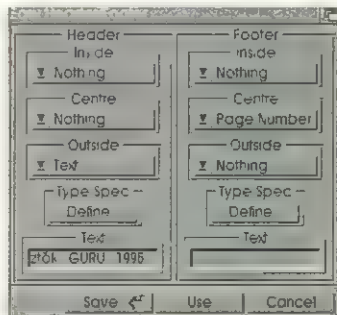 Header
Inside
Nothing
Centre
Nothing
Outside
Text
Type Spec
Define
Text
GURU 1996
Footer
Inside
Nothing
Centre
Page Number
Outside
Nothing
Type Spec
Define
Text
Save
Use
Cancel